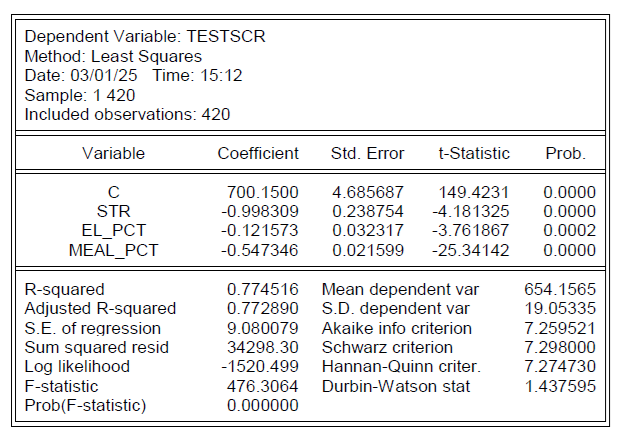 Dependent Variable: TESTSCR
Method: Least Squares
Date: 03/01/25 Time: 15:12
Sample: 1 420
Included observations: 420
Variable Coefficient Std. Error t-Statistic Prob.
C 700.1500 4.685687 149.4231 0.0000
STR -0.998309 0.238754 -4.181325 0.0000
EL_PCT -0.121573 0.032317 -3.761867 0.0002
MEAL_PCT -0.547346 0.021599 -25.34142 0.0000
R-squared 0.774516 Mean dependent var 654.1565
Adjusted R-squared 0.772890 S.D. dependent var 19.05335
S.E. of regression 9.080079 Akaike info criterion 7.259521
Sum squared resid 34298.30 Schwarz criterion 7.298000
Log likelihood -1520.499 Hannan-Quinn criter. 7.274730
F-statistic 476.3064 Durbin-Watson stat 1.437595
Prob(F-statistic) 0.000000